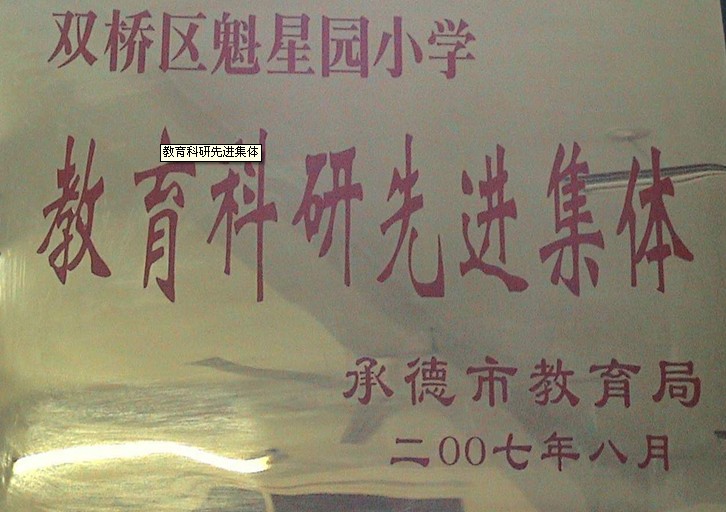 双桥区魁星园小学
教育科研先进集体
教育科研先进集体
承德市教育局
二00七年八月